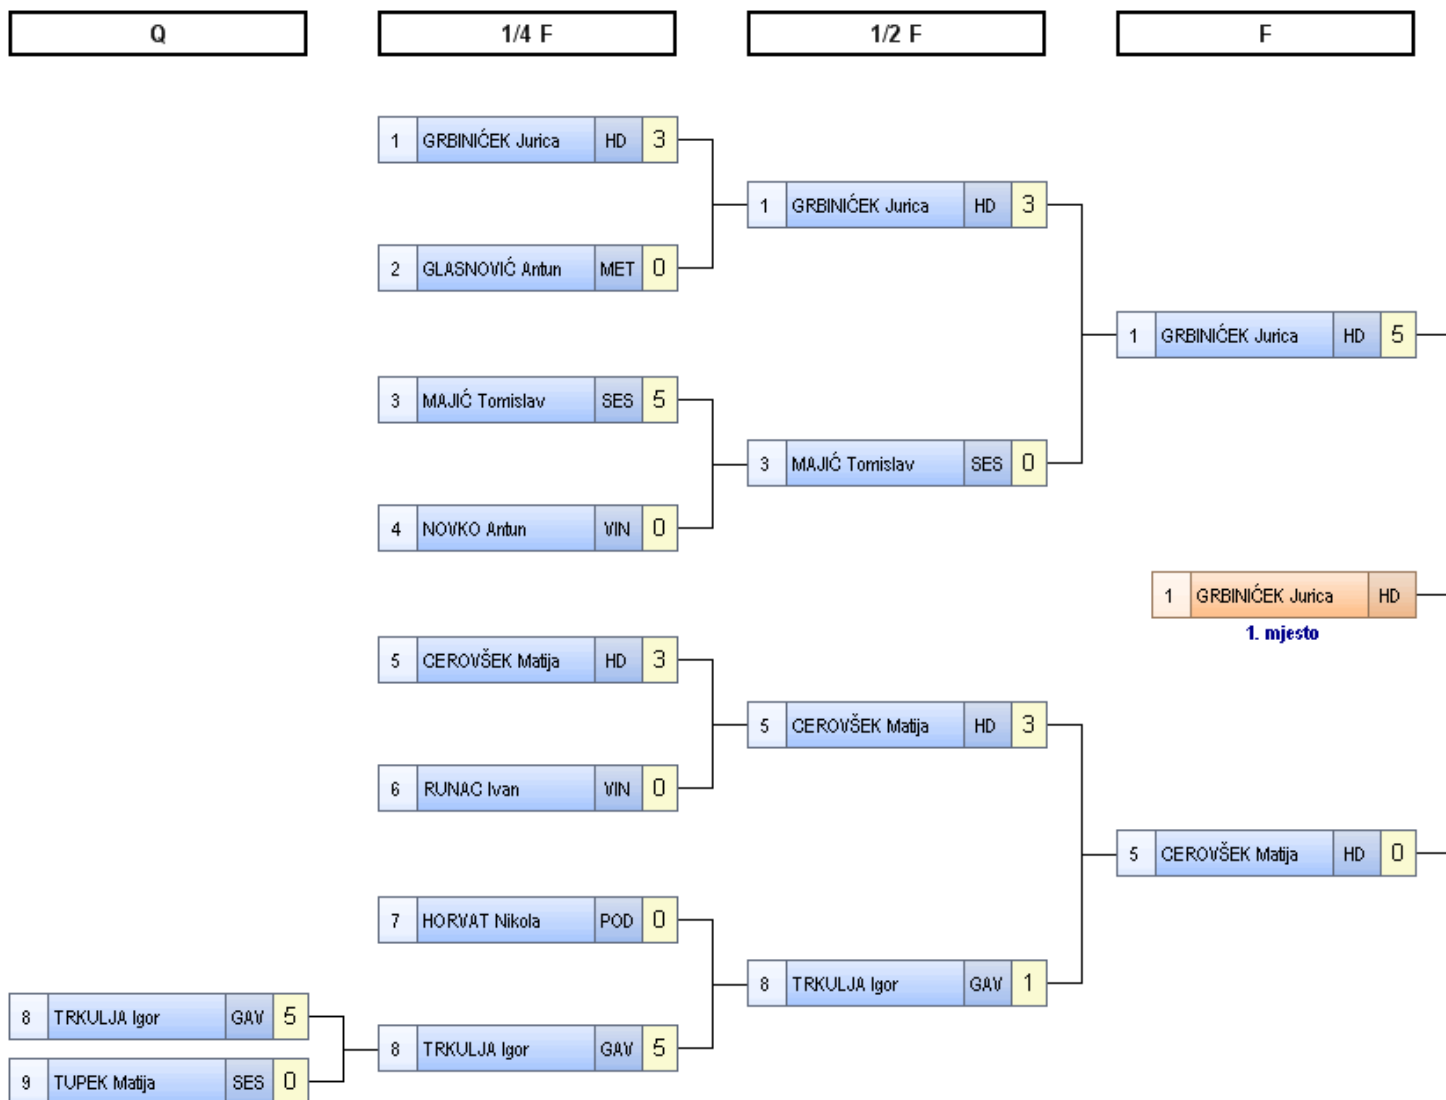 Q 1/4 F 1/2 F F
1 GRBINIĆEK Jurica HD 3
1 GRBINIĆEK Jurica HD 3
2 GLASNOVIĆ Antun MET 0
1 GRBINIĆEK Jurica HD 5
3 MAJIĆ Tomislav SES 5
3 MAJIĆ Tomislav SES 0
4 NOVKO Antun VIN 0
1 GRBINIĆEK Jurica HD
1. mjesto
5 CEROVŠEK Matija HD 3
5 CEROVŠEK Matija HD 3
6 RUNAC Ivan VIN 0
5 CEROVŠEK Matija HD 0
7 HORVAT Nikola POD 0
8 TRKULJA Igor GAV 1
8 TRKULJA Igor GAV 5
8 TRKULJA Igor GAV 5
9 TUPEK Matija SES 0